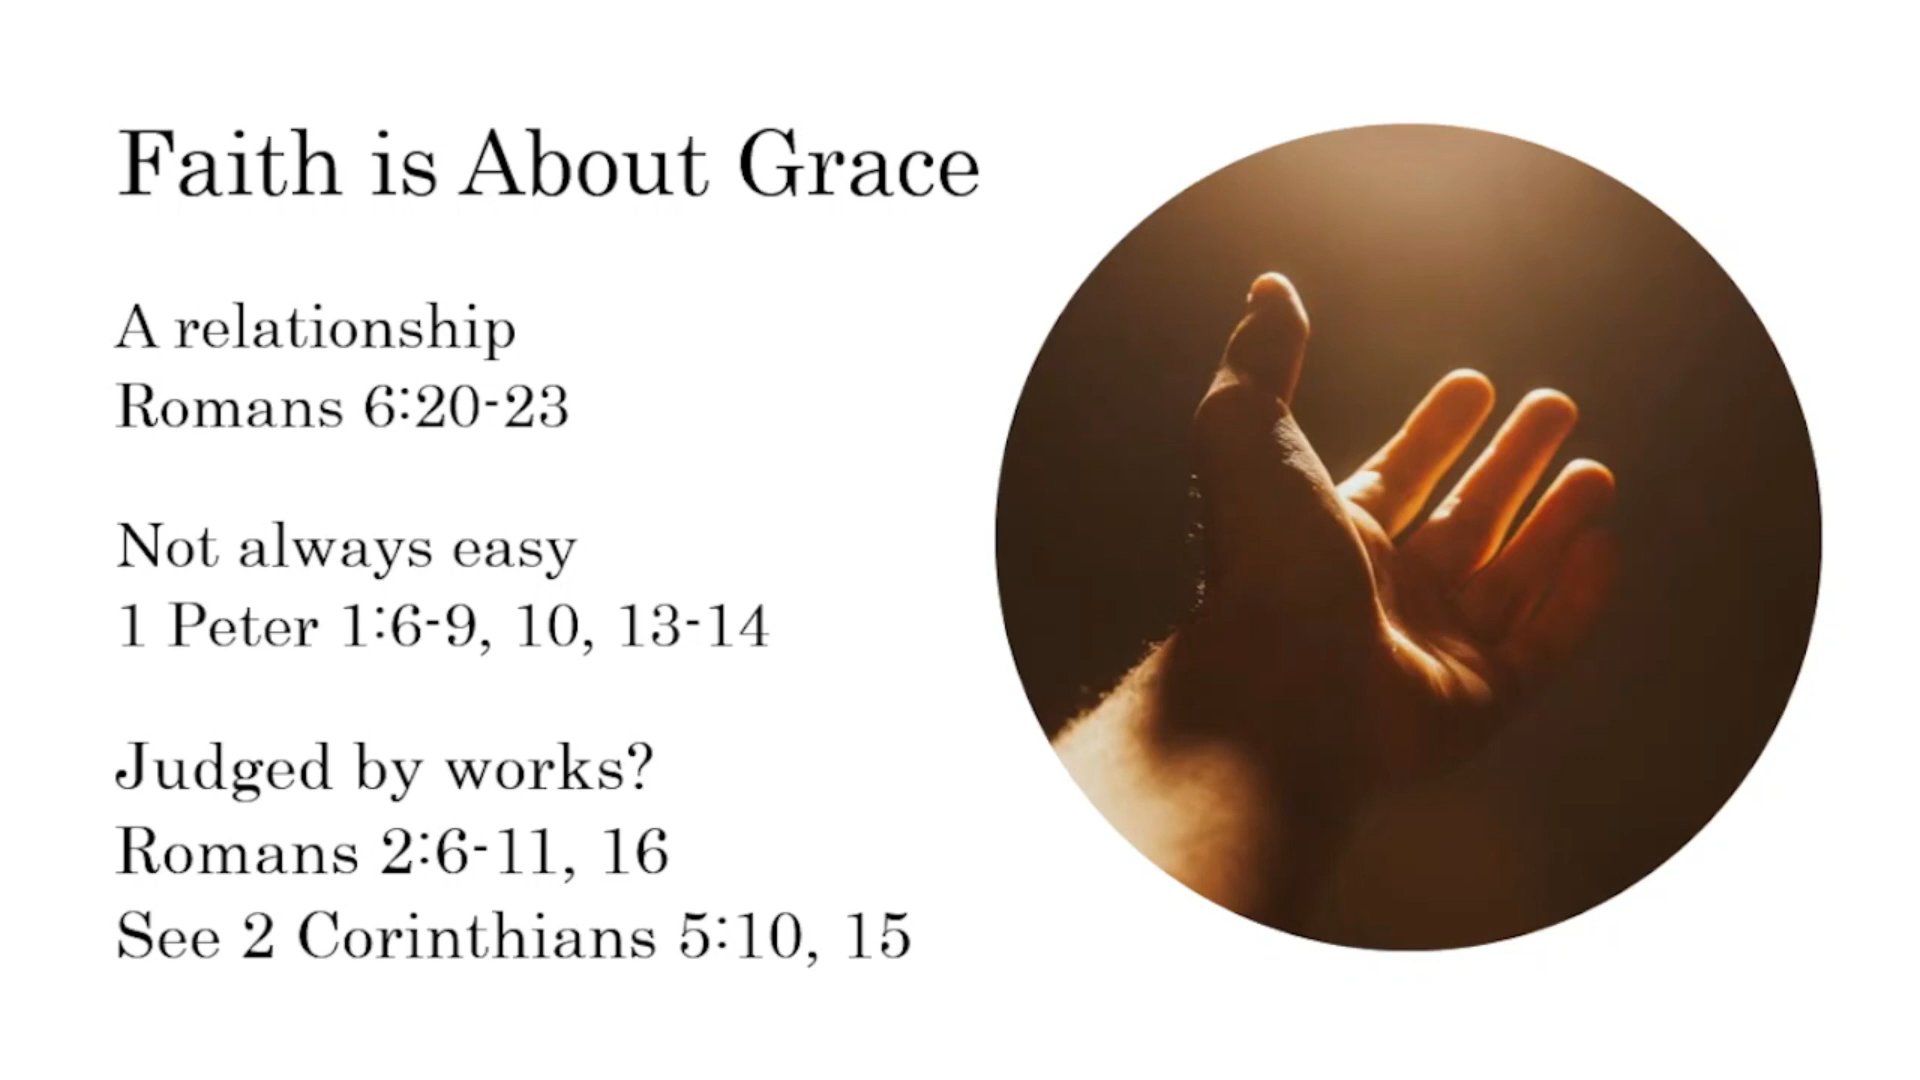 Faith is About Grace
A relationship
Romans 6:20-23
Not always easy
1 Peter 1:6-9, 10, 13-14
Judged by works?
Romans 2:6-11, 16
See 2 Corinthians 5:10, 15